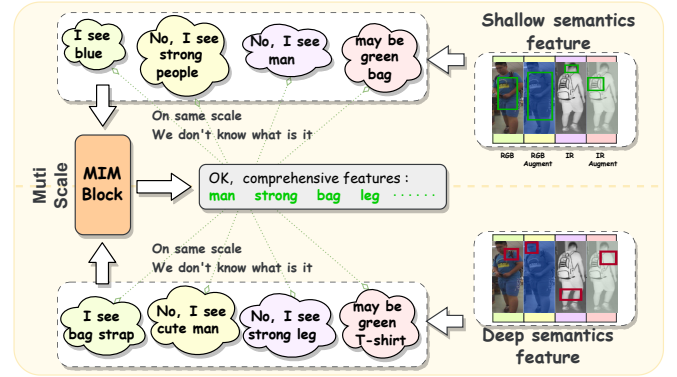 I see
blue
No, I see
strong
people
No, I see
man
may be
green
bag
Shallow semantics
feature
RGB
RGB
Augment
IR
IR
Augment
On same scale
We don't know what is it
Muti
Scale
MIM
Block
OK, comprehensive features :
man strong bag leg ······
On same scale
We don't know what is it
I see
bag strap
No, I see
cute man
No, I see
strong leg
may be
green
T-shirt
Deep semantics
feature